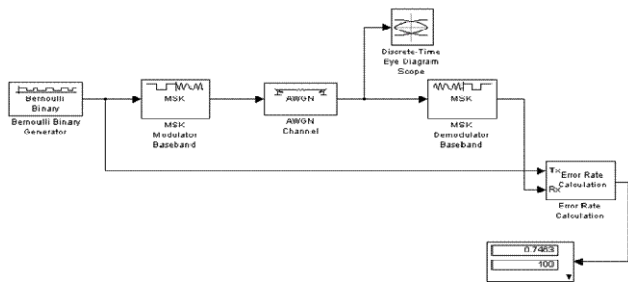 Discrete-Time
Eye Diagram
Scope
Bernoulli
Binary
Bernoulli Binary
Generator
MSK
MSK
Modulator
Baseband
AWGN
AWGN
Channel
MSK
MSK
Demodulator
Baseband
Tx
Rx
Error Rate
Calculation
Error Rate
Calculation
0.7463
100